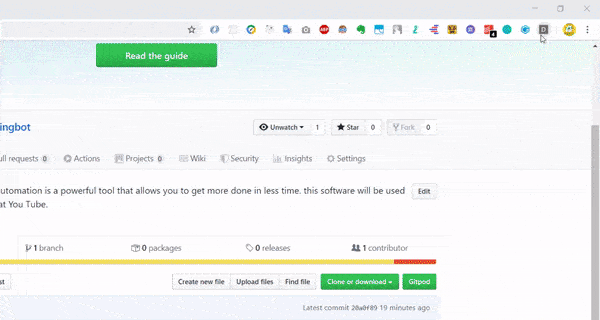 Read the guide
ingbot
Unwatch 1 Star 0 Fork 0
ull requests 0 Actions Projects 0 Wiki Security Insights Settings
utomation is a powerful tool that allows you to get more done in less time. this software will be used Edit
at You Tube.
1 branch 0 packages 0 releases 1 contributor
st Create new file Upload files Find file Clone or download Gitpod
Latest commit 20a0f89 19 minutes ago